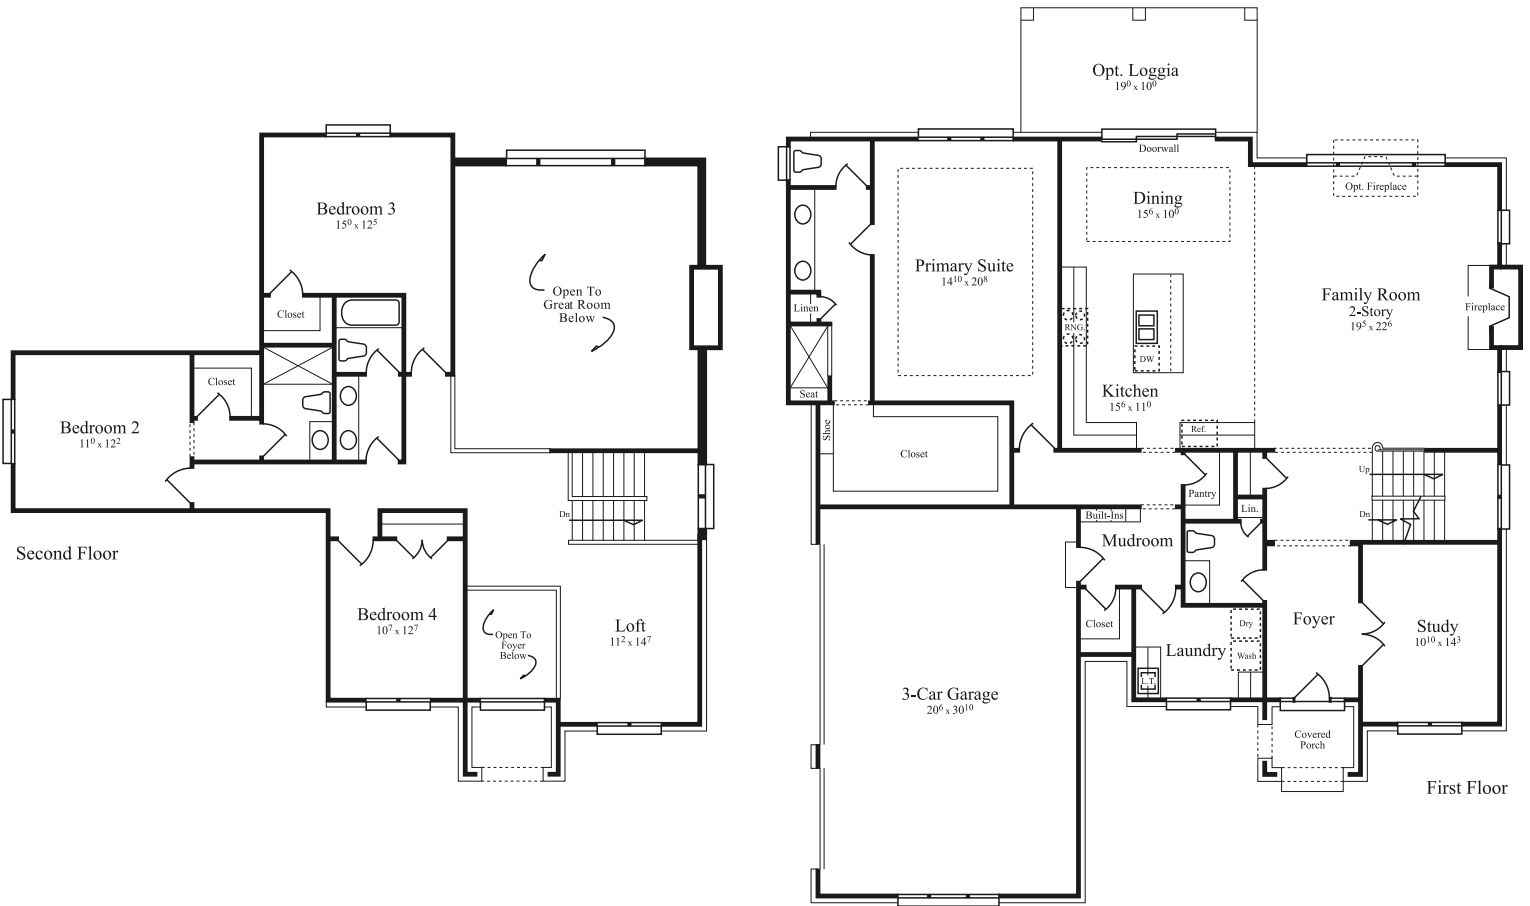 Second Floor
Bedroom 3
15⁰ x 12⁵
Closet
Open To
Great Room
Below
Closet
Bedroom 2
11⁰ x 12²
Dn
Bedroom 4
10⁷ x 12⁷
Open To
Foyer
Below
Loft
11² x 14⁷
First Floor
Opt. Loggia
19⁰ x 10⁰
Doorwall
Opt. Fireplace
Dining
15⁶ x 10⁰
Primary Suite
14¹⁰ x 20⁸
Family Room
2-Story
19⁵ x 22⁶
Fireplace
Linen
RNG.
DW
Seat
Kitchen
15⁶ x 11⁰
Shoe
Ref.
Closet
Up
Pantry
Lin.
Dn
Built-Ins
Mudroom
Closet
Dry
Foyer
Study
10¹⁰ x 14³
Laundry
Wash
L.T.
3-Car Garage
20⁶ x 30¹⁰
Covered
Porch